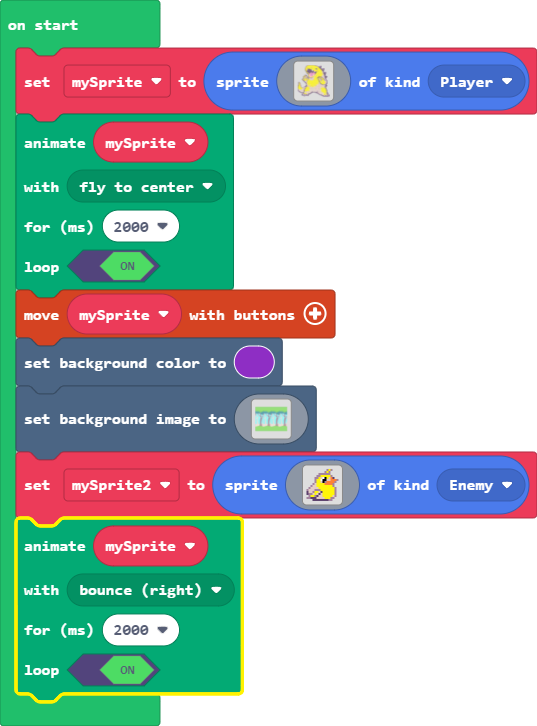 on start
set mySprite to sprite of kind Player
animate mySprite
with fly to center
for (ms) 2000
loop ON
move mySprite with buttons
set background color to
set background image to
set mySprite2 to sprite of kind Enemy
animate mySprite
with bounce (right)
for (ms) 2000
loop ON